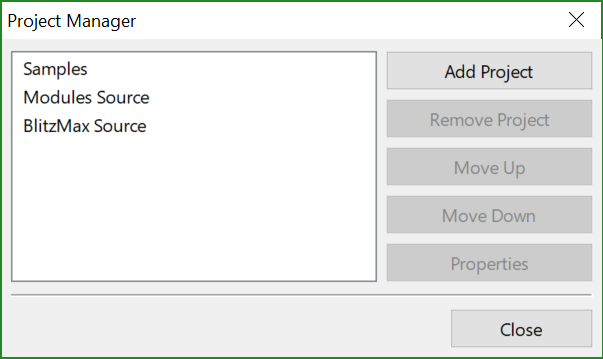 Project Manager
Samples
Modules Source
BlitzMax Source
Add Project
Remove Project
Move Up
Move Down
Properties
Close